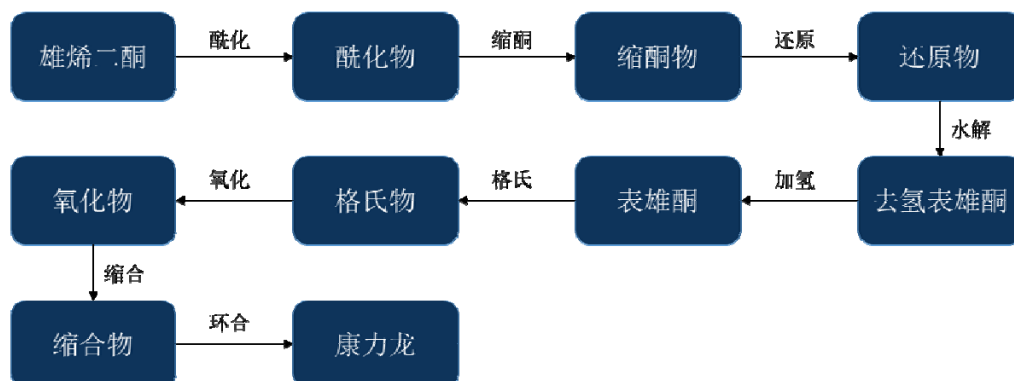 雄烯二酮
酰化
酰化物
缩酮
缩酮物
还原
还原物
水解
去氢表雄酮
加氢
表雄酮
格氏
格氏物
氧化
氧化物
缩合
缩合物
环合
康力龙